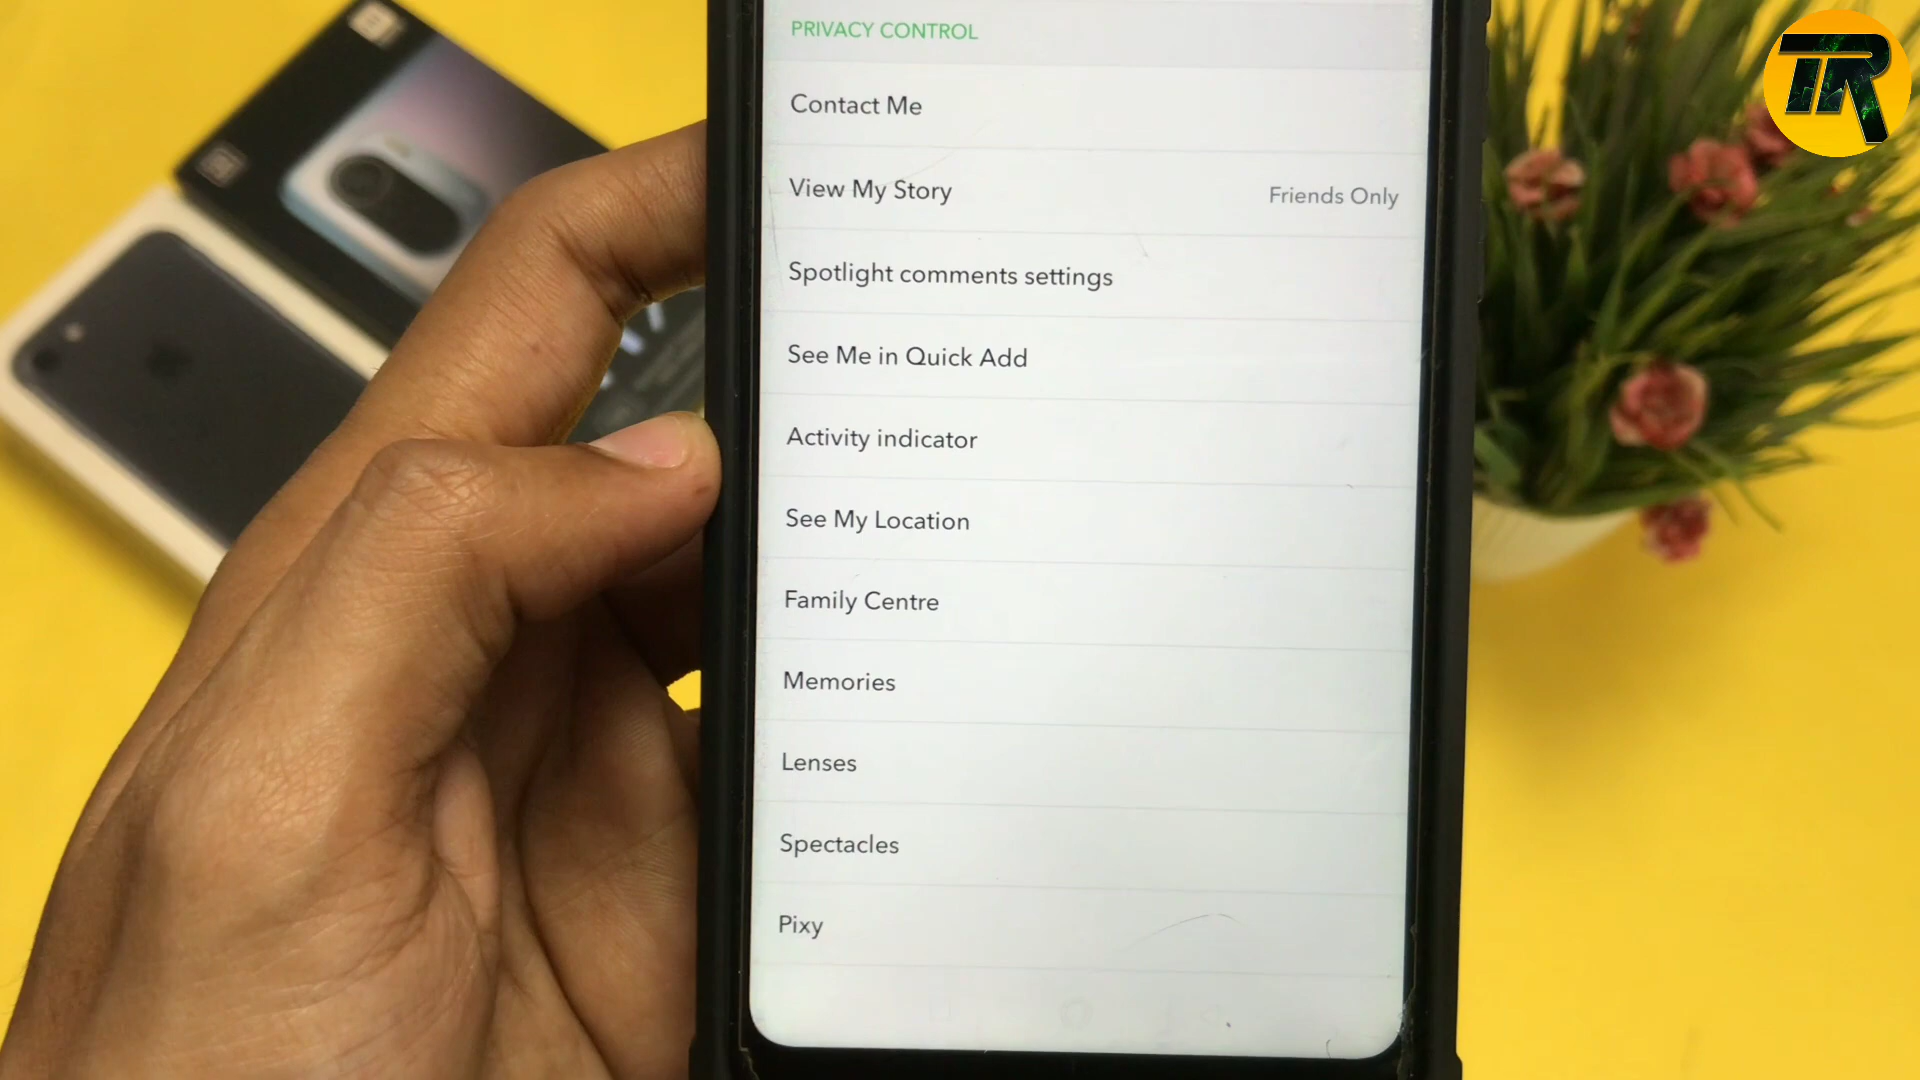 PRIVACY CONTROL
Contact Me
View My Story Friends Only
Spotlight comments settings
See Me in Quick Add
Activity indicator
See My Location
Family Centre
Memories
Lenses
Spectacles
Pixy
TR